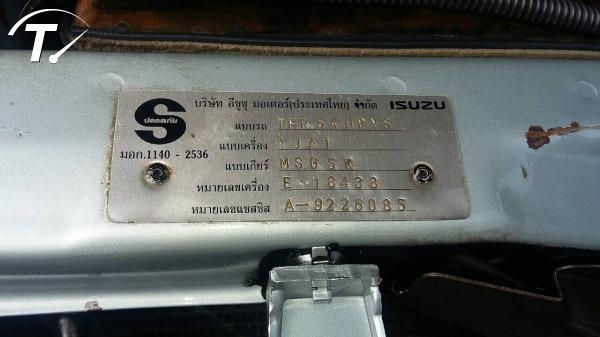 T
บริษัท อีซูซุ มอเตอร์(ประเทศไทย) จำกัด ISUZU
ปลอดภัย
S
แบบรถ TFR54HPYS
แบบเครื่อง 4JA1
มอก.1140 - 2536
แบบเกียร์ MSG5K
หมายเลขเครื่อง E-18438
หมายเลขแชสซิส A-9226085